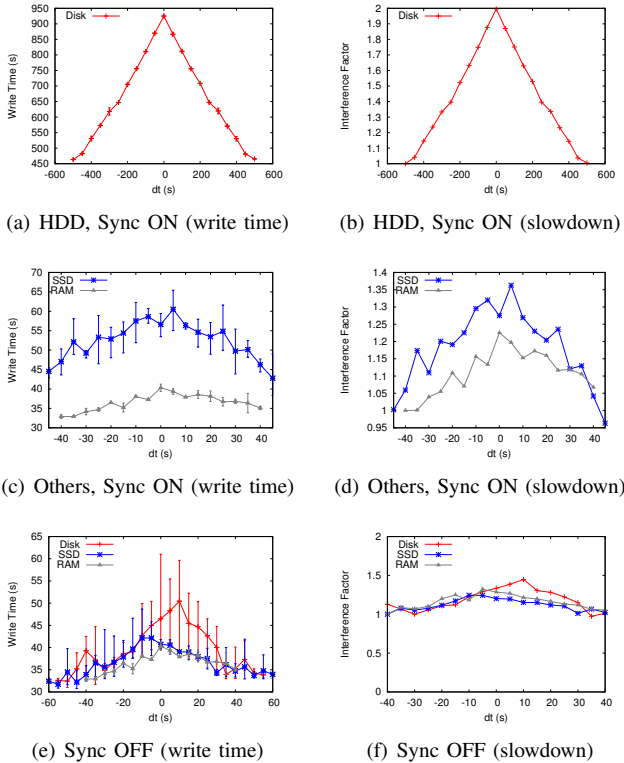 Disk
950
900
850
800
750
700
650
600
550
500
450
Write Time (s)
-600 -400 -200 0 200 400 600
dt (s)
(a) HDD, Sync ON (write time)
Disk
2
1.9
1.8
1.7
1.6
1.5
1.4
1.3
1.2
1.1
1
Interference Factor
-600 -400 -200 0 200 400 600
dt (s)
(b) HDD, Sync ON (slowdown)
SSD
RAM
70
65
60
55
50
45
40
35
30
Write Time (s)
-40 -30 -20 -10 0 10 20 30 40
dt (s)
(c) Others, Sync ON (write time)
SSD
RAM
1.4
1.35
1.3
1.25
1.2
1.15
1.1
1.05
1
0.95
Interference Factor
-40 -30 -20 -10 0 10 20 30 40
dt (s)
(d) Others, Sync ON (slowdown)
Disk
SSD
RAM
65
60
55
50
45
40
35
30
Write Time (s)
-60 -40 -20 0 20 40 60
dt (s)
(e) Sync OFF (write time)
Disk
SSD
RAM
2
1.5
1
0.5
0
Interference Factor
-40 -30 -20 -10 0 10 20 30 40
dt (s)
(f) Sync OFF (slowdown)